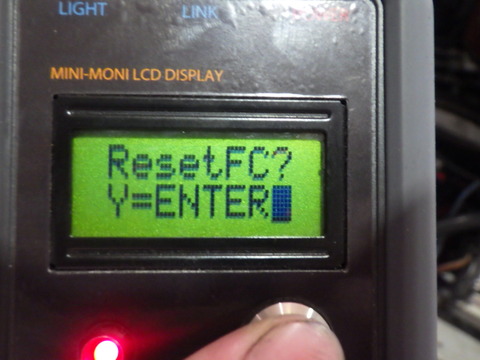 LIGHT LINK
MINI-MONI LCD DISPLAY
ResetFC?
Y=ENTER